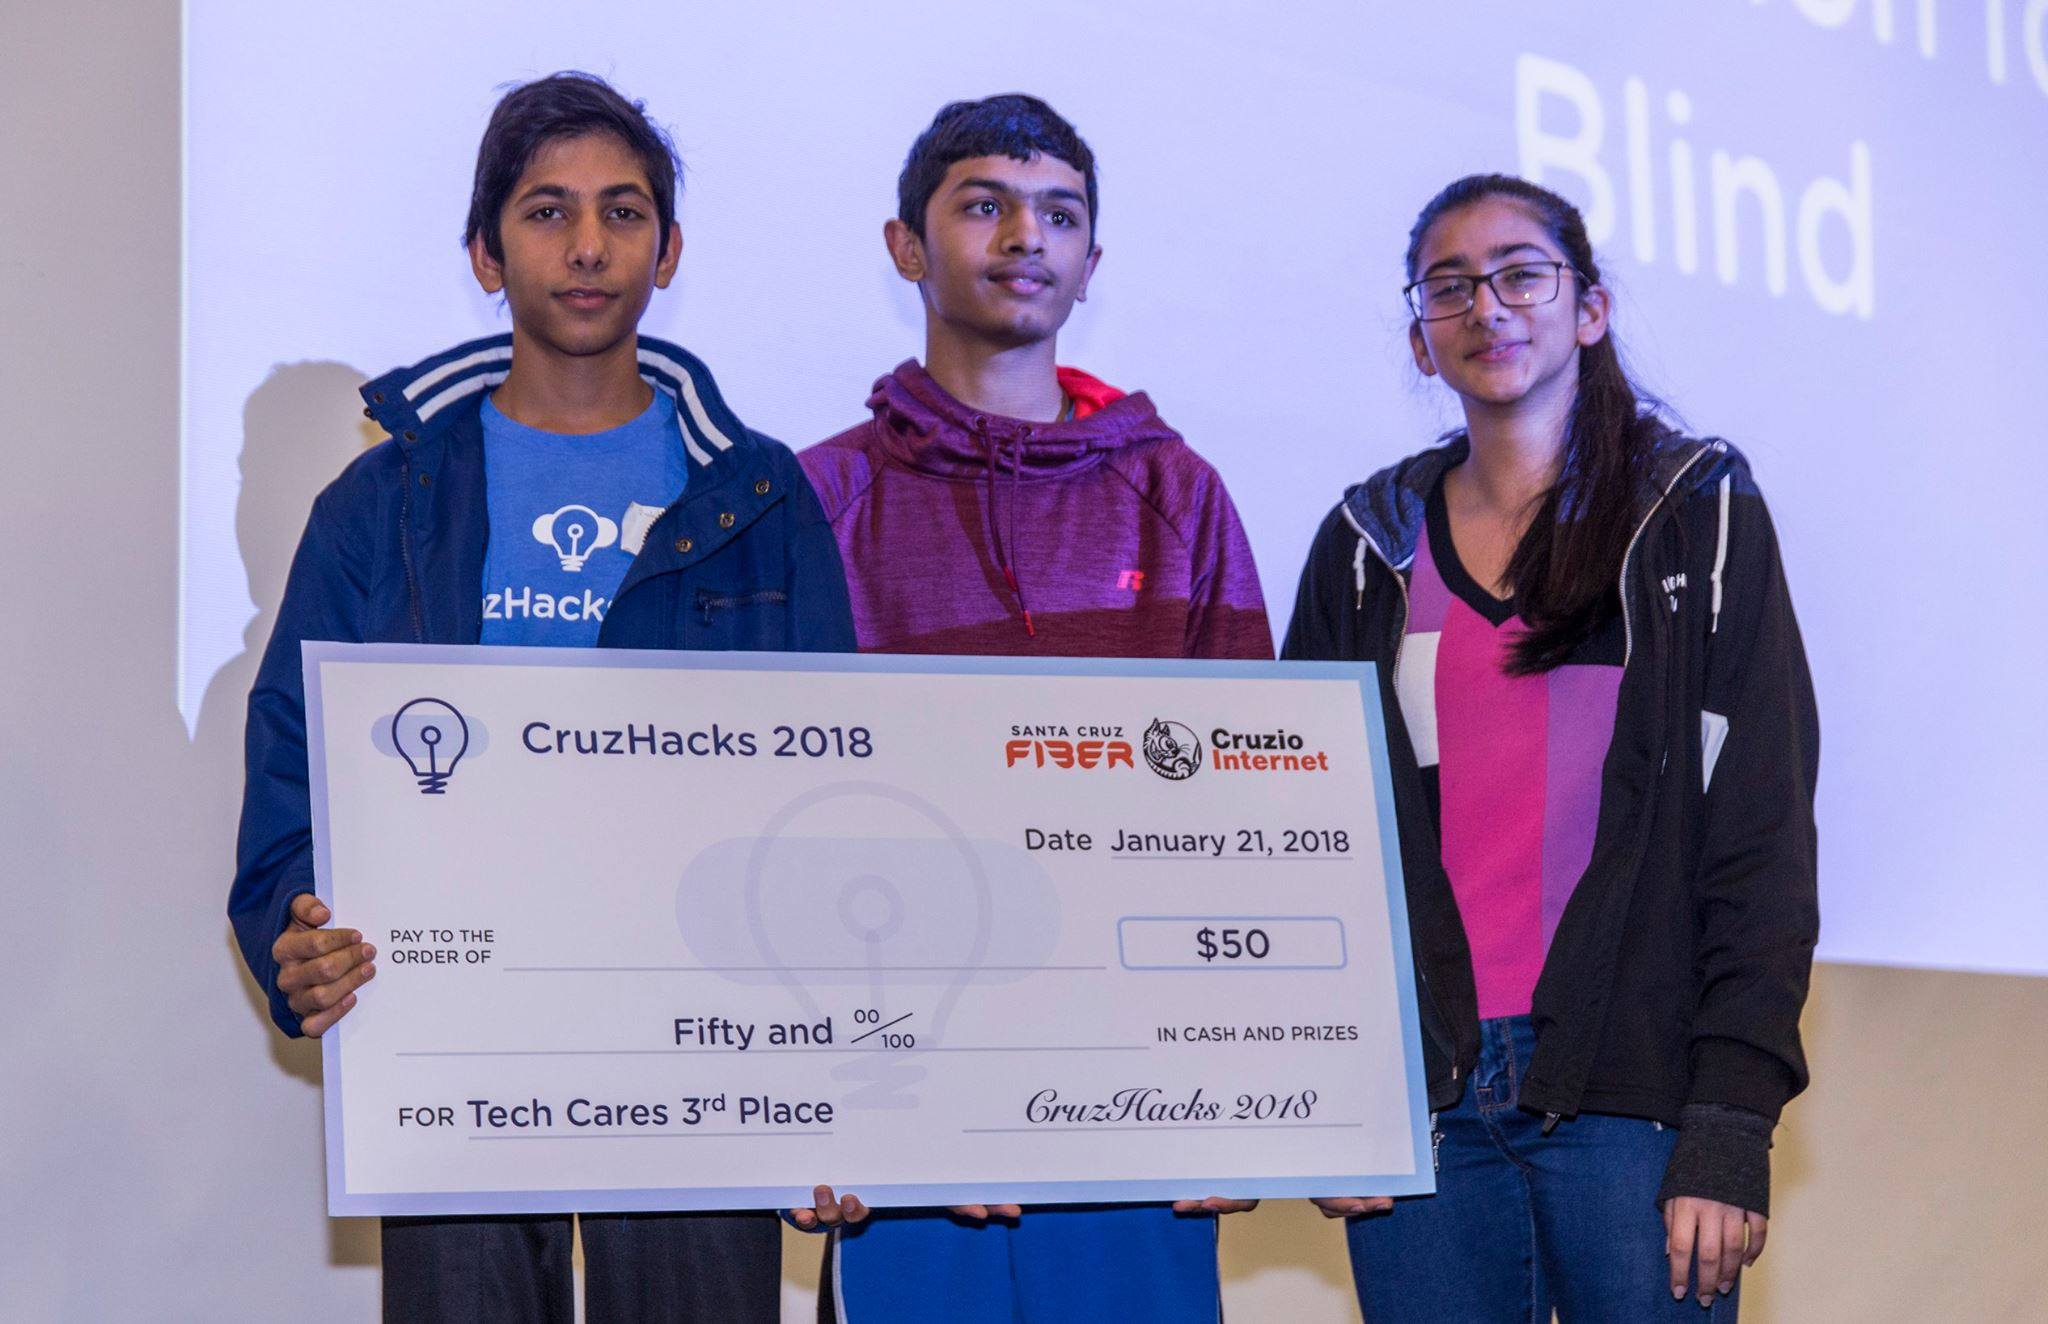 Blind
zHack
CruzHacks 2018
SANTA CRUZ
FIBER
Cruzio
Internet
Date January 21, 2018
PAY TO THE
ORDER OF
$50
Fifty and 00/100
IN CASH AND PRIZES
FOR Tech Cares 3rd Place
CruzHacks 2018